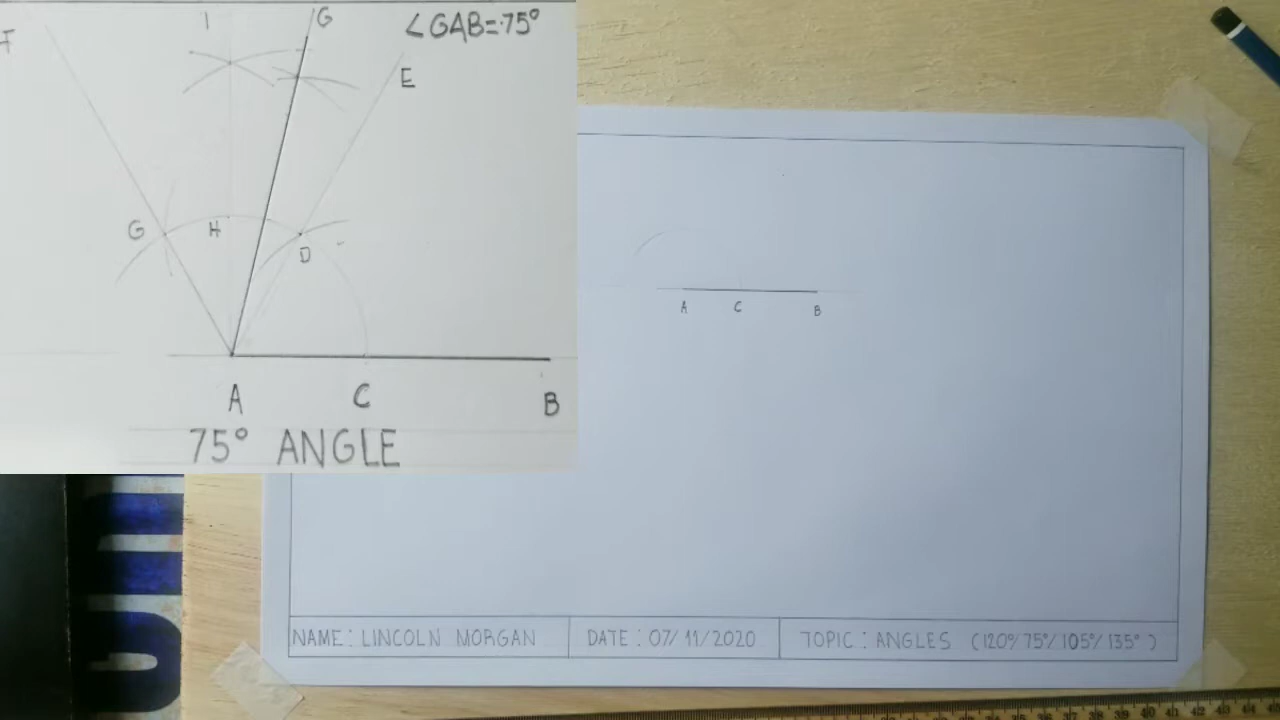 I G ∠GAB=75°
F
E
G H
D
A C B
75° ANGLE
A C B
NAME: LINCOLN MORGAN DATE: 07/11/2020 TOPIC: ANGLES (120°/75°/105°/135°)